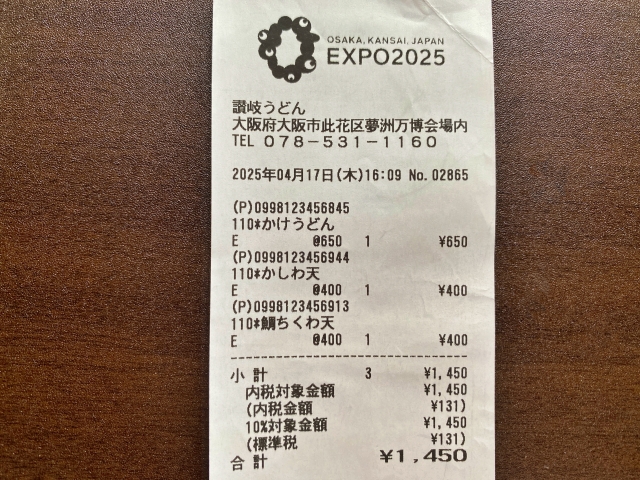 OSAKA, KANSAI, JAPAN
EXPO2025
讃岐うどん
大阪府大阪市此花区夢洲万博会場内
TEL 078-531-1160
2025年04月17日(木)16:09 No.02865
(P)0998123456845
110*かけうどん
E @650 1 ¥650
(P)0998123456944
110*かしわ天
E @400 1 ¥400
(P)0998123456913
110*鯛ちくわ天
E @400 1 ¥400
小計 3 ¥1,450
内税対象金額 ¥1,450
(内税金額 ¥131)
10%対象金額 ¥1,450
(標準税 ¥131)
合計 ¥1,450